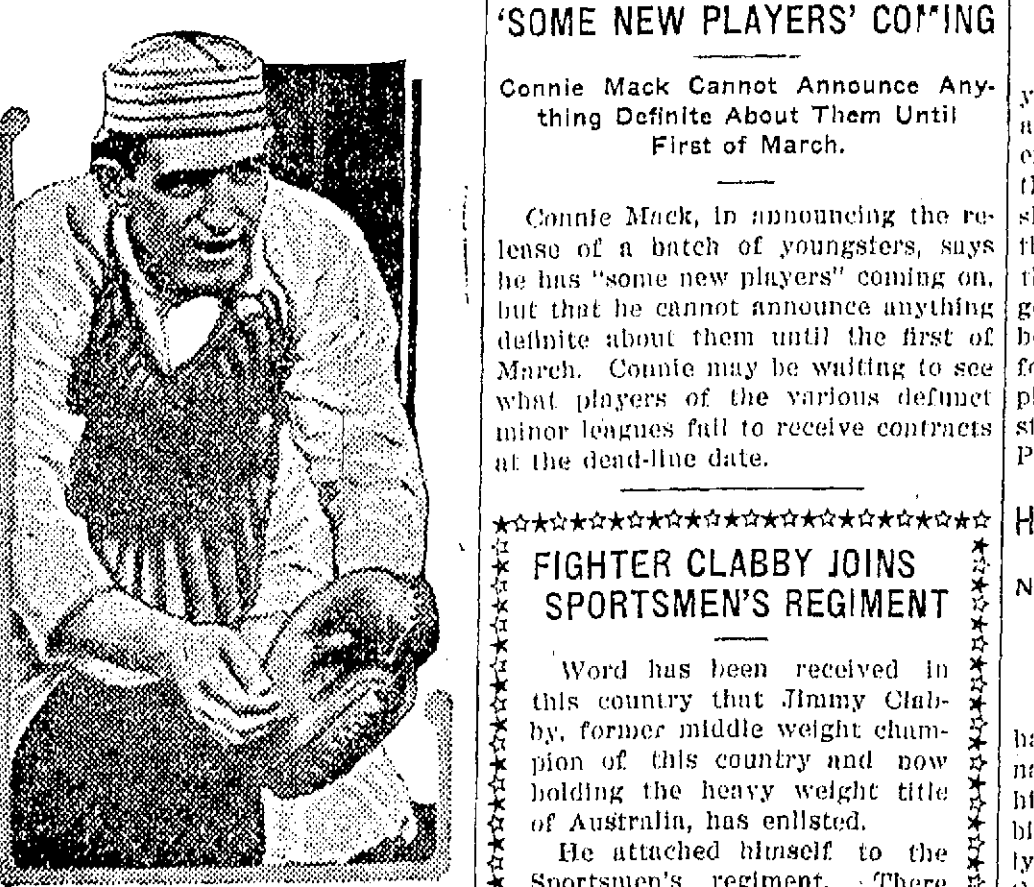 'SOME NEW PLAYERS' COMING
Connie Mack Cannot Announce Any-
thing Definite About Them Until
First of March.
Connie Mack, in announcing the re-
lease of a batch of youngsters, says
he has "some new players" coming on,
but that he cannot announce anything
definite about them until the first of
March. Connie may be waiting to see
what players of the various defunct
minor leagues fail to receive contracts
at the dead-line date.
FIGHTER CLABBY JOINS
SPORTSMEN'S REGIMENT
Word has been received in
this country that Jimmy Clab-
by, former middle weight cham-
pion of this country and now
holding the heavy weight title
of Australia, has enlisted.
He attached himself to the
Sportsmen's regiment. There